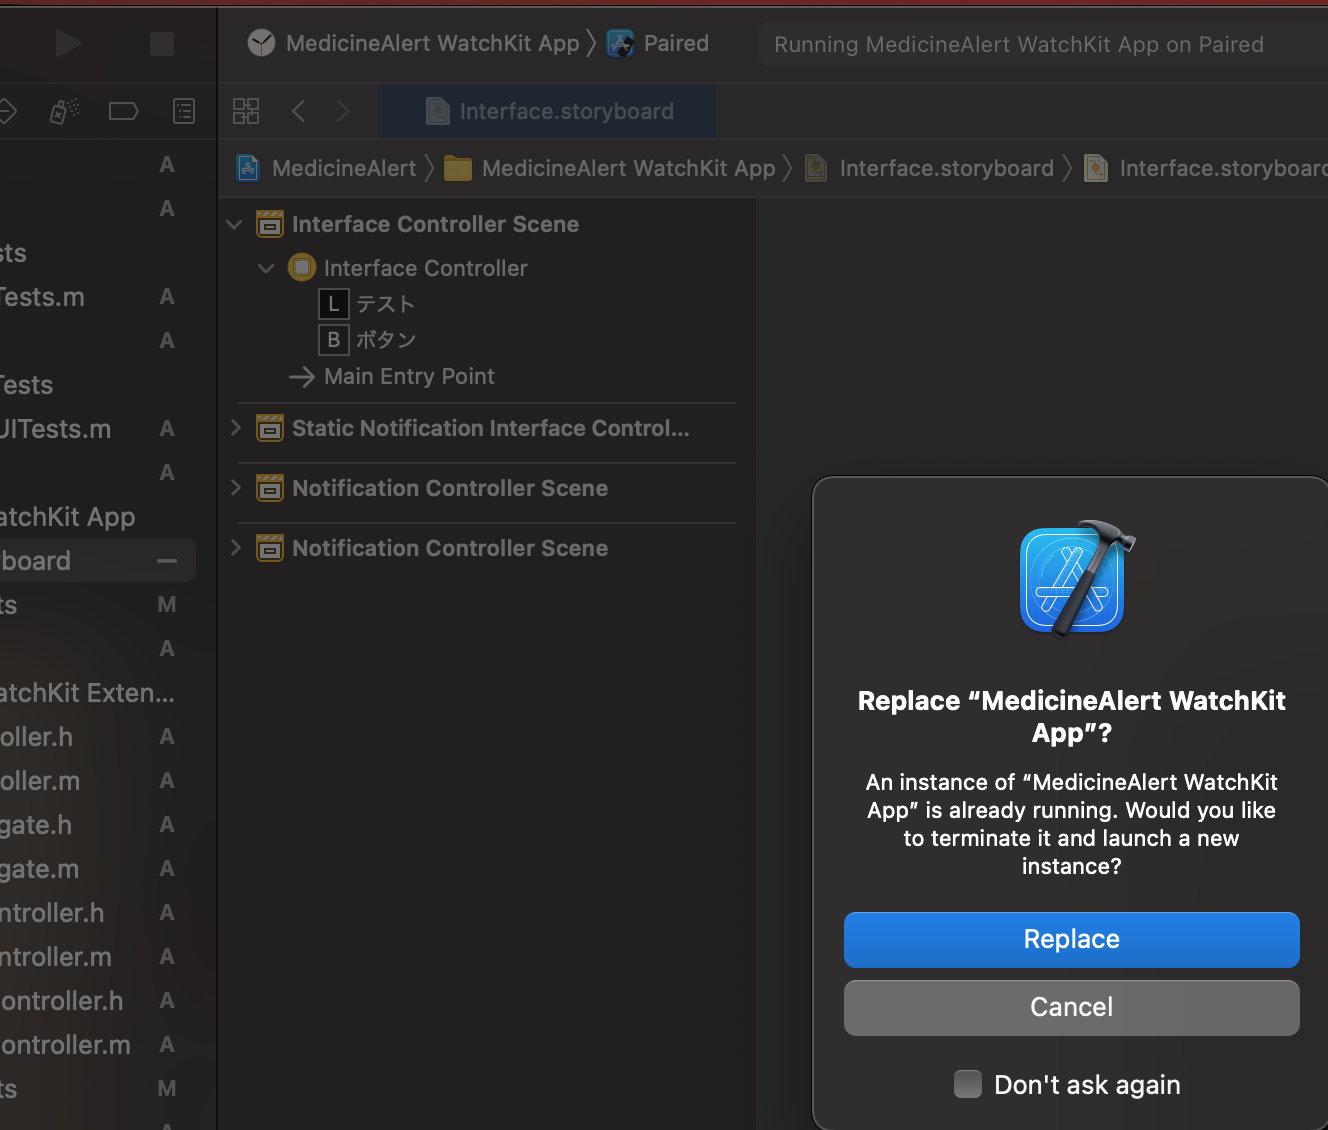 MedicineAlert WatchKit App
Paired
Running MedicineAlert WatchKit App on Paired
Interface.storyboard
MedicineAlert
MedicineAlert WatchKit App
Interface.storyboard
Interface.storyboard
A
A
sts
Tests.m A
A
Tests
UITests.m A
A
atchKit App
board –
ts M
A
atchKit Exten...
oller.h A
oller.m A
gate.h A
gate.m A
ntroller.h A
ntroller.m A
ontroller.h A
ontroller.m A
ts M
A
Interface Controller Scene
Interface Controller
L テスト
B ボタン
Main Entry Point
Static Notification Interface Control...
Notification Controller Scene
Notification Controller Scene
Replace “MedicineAlert WatchKit
App”?
An instance of “MedicineAlert WatchKit
App” is already running. Would you like
to terminate it and launch a new
instance?
Replace
Cancel
Don't ask again